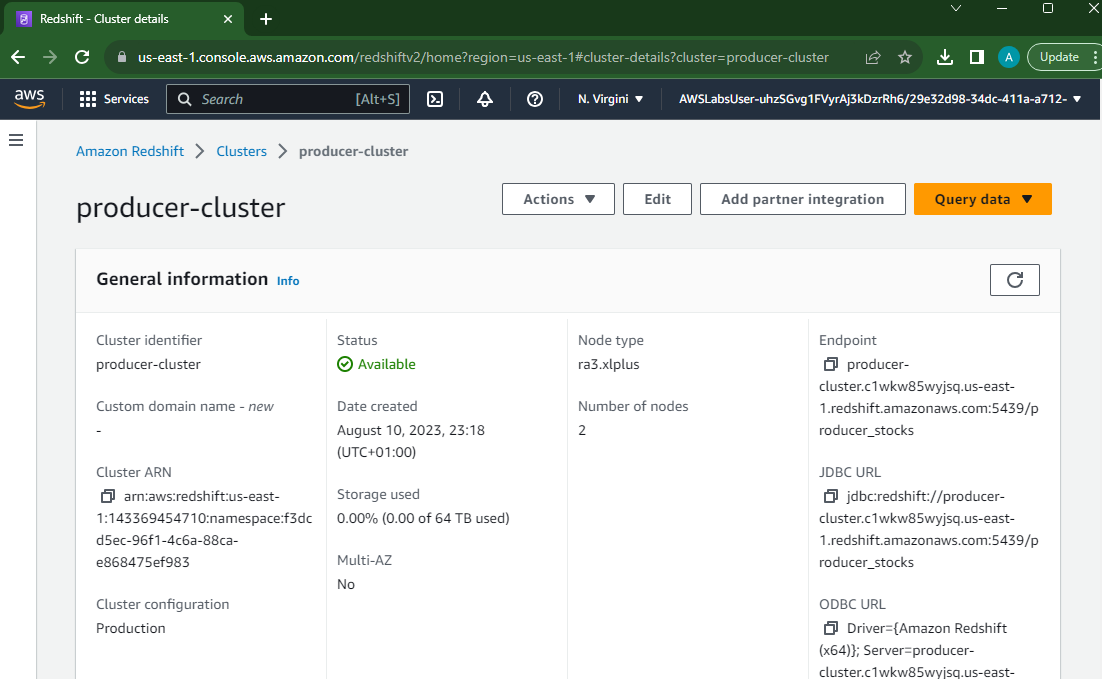 Redshift - Cluster details
us-east-1.console.aws.amazon.com/redshiftv2/home?region=us-east-1#cluster-details?cluster=producer-cluster
A
Update
aws
Services
Search
[Alt+S]
N. Virgini
AWSLabsUser-uhzSGvg1FVyrAj3kDzrRh6/29e32d98-34dc-411a-a712-
Amazon Redshift
Clusters
producer-cluster
producer-cluster
Actions
Edit
Add partner integration
Query data
General information Info
Cluster identifier
producer-cluster
Custom domain name - new
-
Cluster ARN
arn:aws:redshift:us-east-
1:143369454710:namespace:f3dc
d5ec-96f1-4c6a-88ca-
e868475ef983
Cluster configuration
Production
Status
Available
Date created
August 10, 2023, 23:18
(UTC+01:00)
Storage used
0.00% (0.00 of 64 TB used)
Multi-AZ
No
Node type
ra3.xlplus
Number of nodes
2
Endpoint
producer-
cluster.c1wkw85wyjsq.us-east-
1.redshift.amazonaws.com:5439/p
roducer_stocks
JDBC URL
jdbc:redshift://producer-
cluster.c1wkw85wyjsq.us-east-
1.redshift.amazonaws.com:5439/p
roducer_stocks
ODBC URL
Driver={Amazon Redshift
(x64)}; Server=producer-
cluster.c1wkw85wyjsq.us-east-